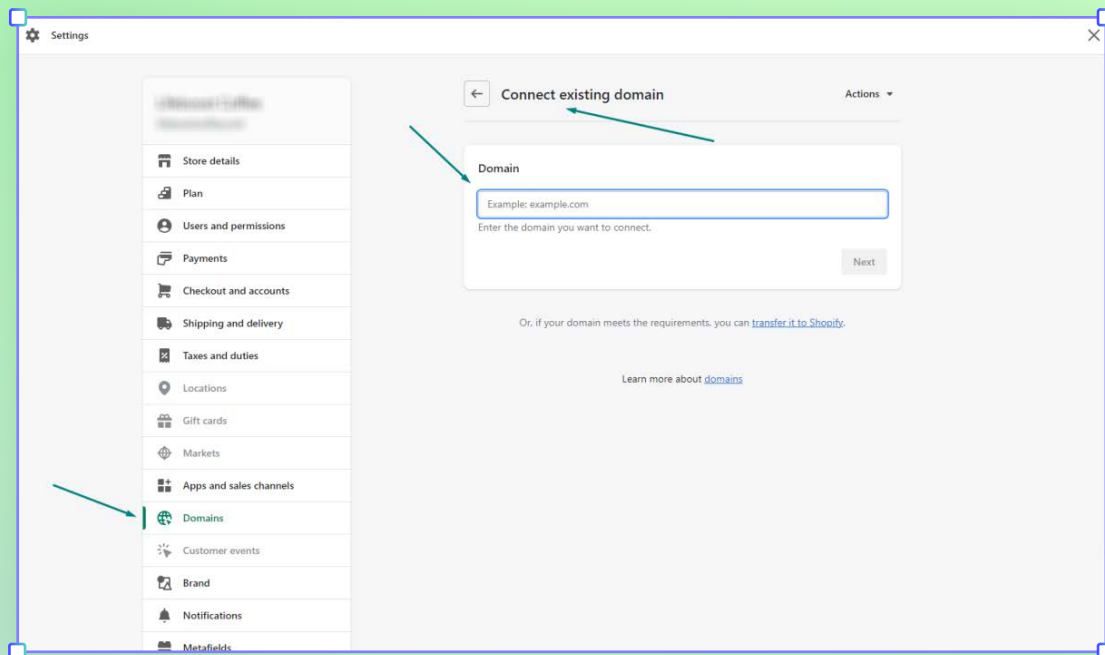 Settings
Connect existing domain
Actions
Store details
Plan
Users and permissions
Payments
Checkout and accounts
Shipping and delivery
Taxes and duties
Locations
Gift cards
Markets
Apps and sales channels
Domains
Customer events
Brand
Notifications
Metafields
Domain
Example: example.com
Enter the domain you want to connect.
Next
Or, if your domain meets the requirements, you can transfer it to Shopify.
Learn more about domains